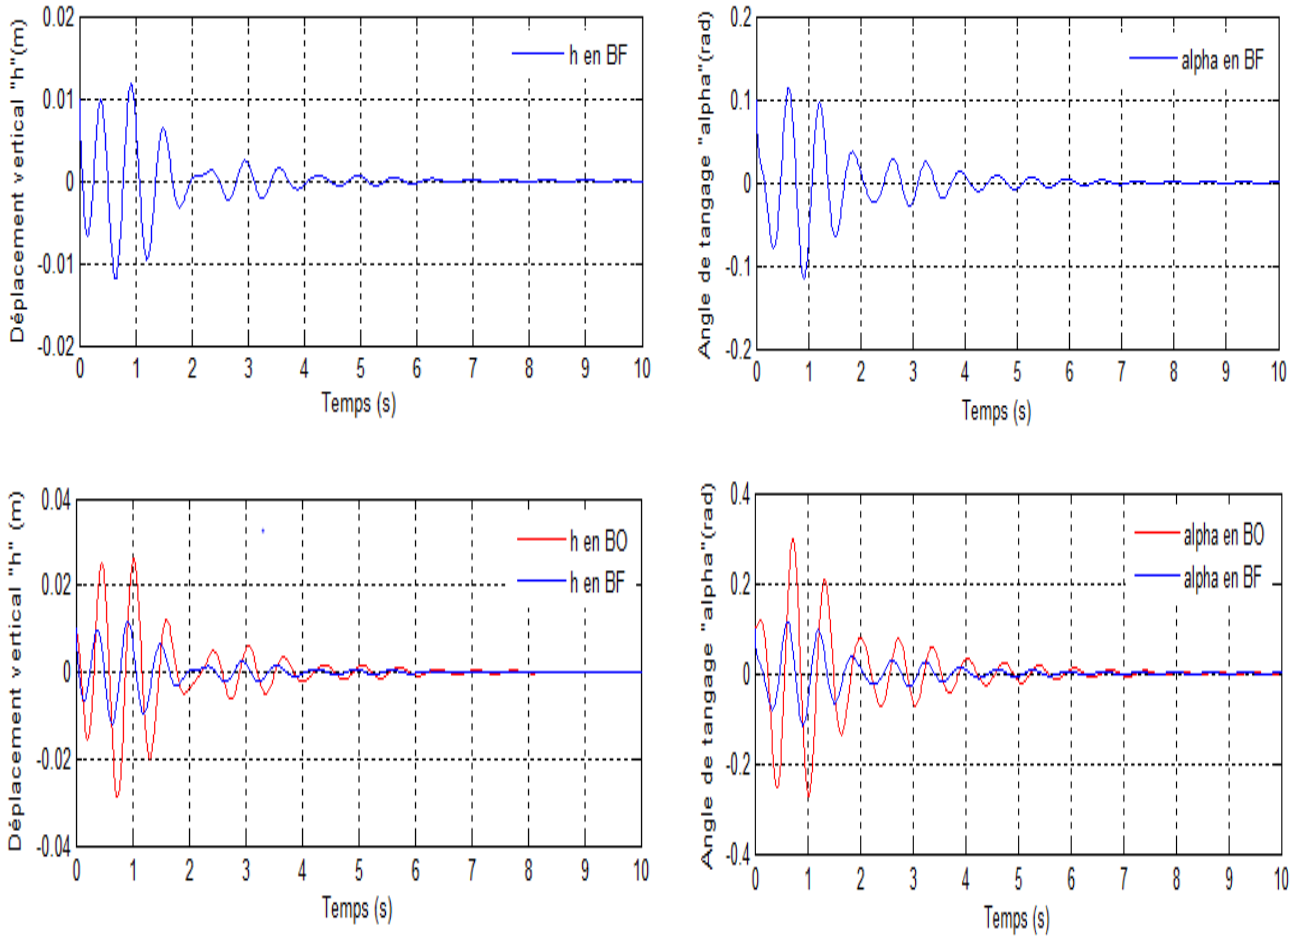 Déplacement vertical "h"(m)
0.02
0.01
0
-0.01
-0.02
h en BF
0 1 2 3 4 5 6 7 8 9 10
Temps (s)
Angle de tangage "alpha"(rad)
0.2
0.1
0
-0.1
-0.2
alpha en BF
0 1 2 3 4 5 6 7 8 9 10
Temps (s)
Déplacement vertical "h" (m)
0.04
0.02
0
-0.02
-0.04
h en BO
h en BF
0 1 2 3 4 5 6 7 8 9 10
Temps (s)
Angle de tangage "alpha"(rad)
0.4
0.2
0
-0.2
-0.4
alpha en BO
alpha en BF
0 1 2 3 4 5 6 7 8 9 10
Temps (s)